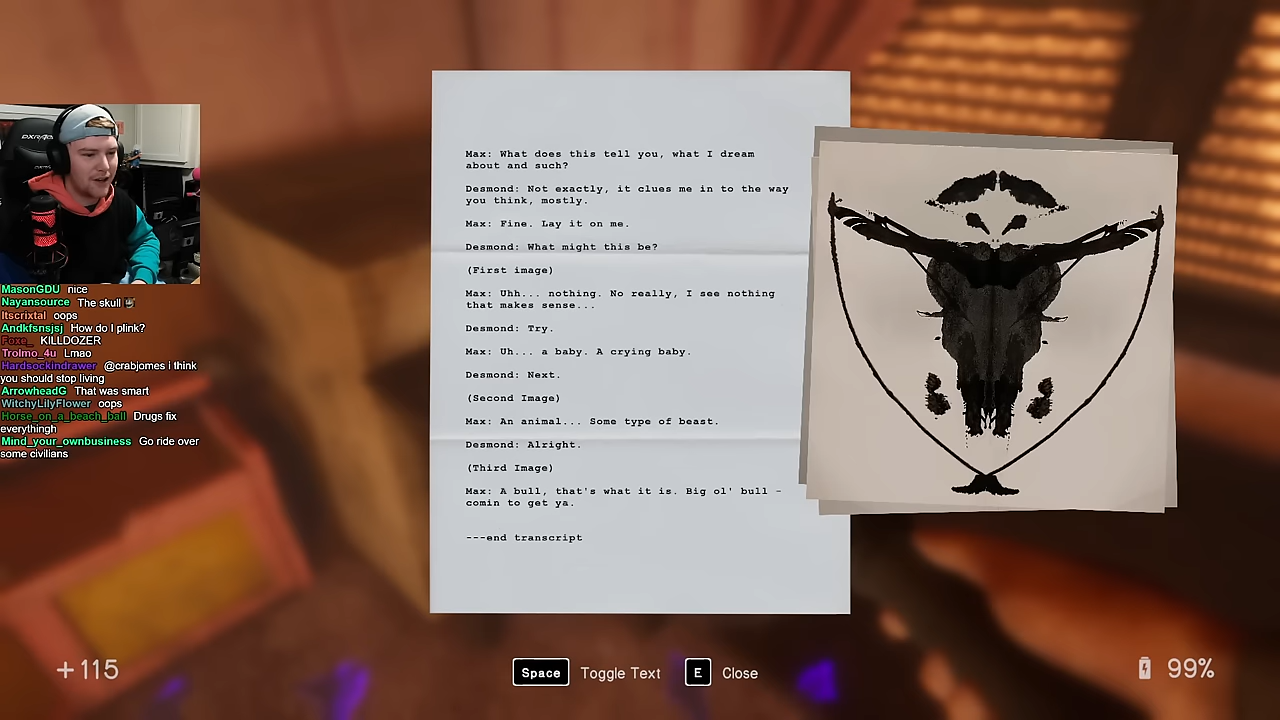 Max: What does this tell you, what I dream
about and such?
Desmond: Not exactly, it clues me in to the way
you think, mostly.
Max: Fine. Lay it on me.
Desmond: What might this be?
(First image)
Max: Uhh... nothing. No really, I see nothing
that makes sense...
Desmond: Try.
Max: Uh... a baby. A crying baby.
Desmond: Next.
(Second Image)
Max: An animal... Some type of beast.
Desmond: Alright.
(Third Image)
Max: A bull, that's what it is. Big ol' bull -
comin to get ya.
---end transcript
DXRA
MasonGDU nice
Nayansource The skull
Itscrixtal oops
Andkfsnsjsj How do I plink?
Foxe_ KILLDOZER
Trolmo_4u Lmao
Hardsockindrawer @crabjomes I think
you should stop living
ArrowheadG That was smart
WitchyLilyFlower oops
Horse_on_a_beach_ball Drugs fix
everythingh
Mind_your_ownbusiness Go ride over
some civilians
+115
Space Toggle Text E Close
99%